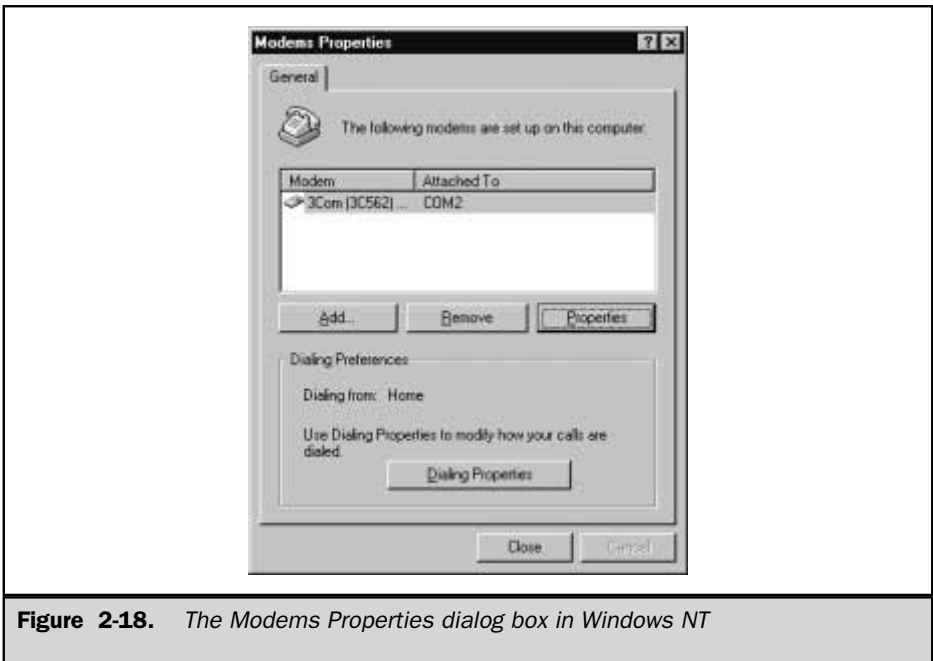 Modems Properties
General
The following modems are set up on this computer:
Modem Attached To
3Com (3C562) ... COM2
Add... Remove Properties
Dialing Preferences
Dialing from: Home
Use Dialing Properties to modify how your calls are
dialed.
Dialing Properties
Close Cancel
Figure 2-18. The Modems Properties dialog box in Windows NT